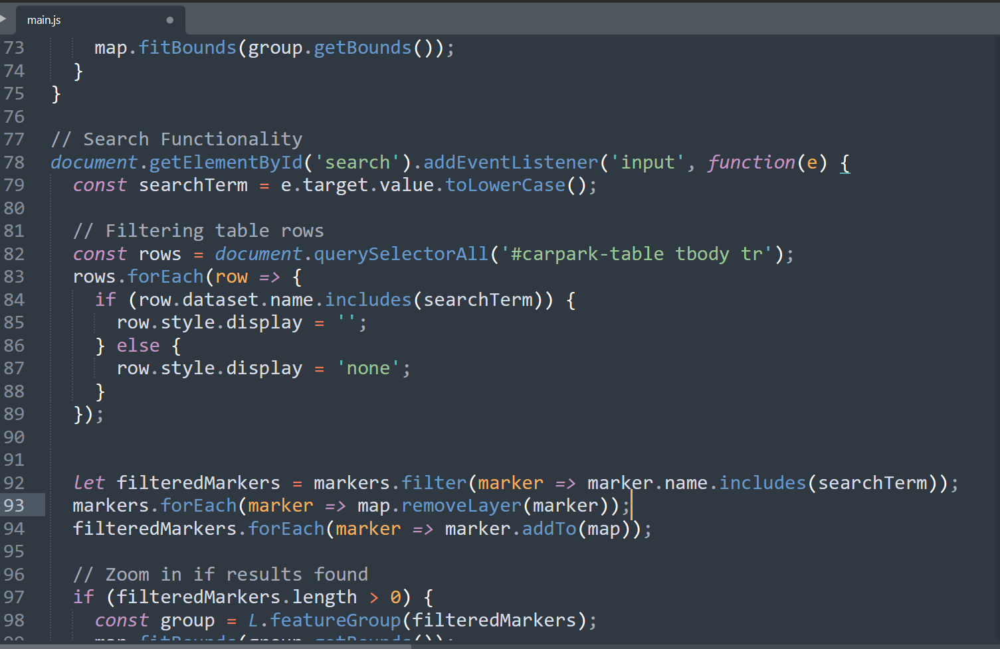 main.js
73 map.fitBounds(group.getBounds());
74 }
75 }
76
77 // Search Functionality
78 document.getElementById('search').addEventListener('input', function(e) {
79 const searchTerm = e.target.value.toLowerCase();
80
81 // Filtering table rows
82 const rows = document.querySelectorAll('#carpark-table tbody tr');
83 rows.forEach(row => {
84 if (row.dataset.name.includes(searchTerm)) {
85 row.style.display = '';
86 } else {
87 row.style.display = 'none';
88 }
89 });
90
91
92 let filteredMarkers = markers.filter(marker => marker.name.includes(searchTerm));
93 markers.forEach(marker => map.removeLayer(marker));
94 filteredMarkers.forEach(marker => marker.addTo(map));
95
96 // Zoom in if results found
97 if (filteredMarkers.length > 0) {
98 const group = L.featureGroup(filteredMarkers);
99 map.fitBounds(group.getBounds());